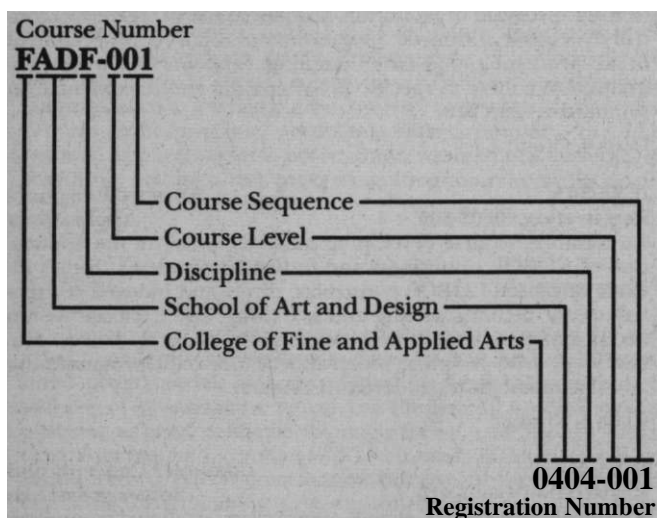 Course Number
FADF-001
Course Sequence
Course Level
Discipline
School of Art and Design
College of Fine and Applied Arts
0404-001
Registration Number